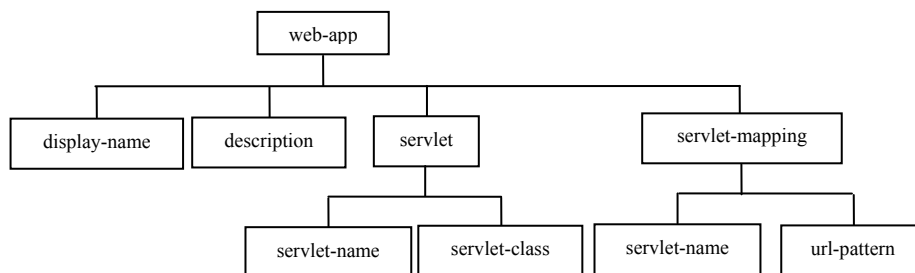 web-app
display-name
description
servlet
servlet-mapping
servlet-name
servlet-class
servlet-name
url-pattern